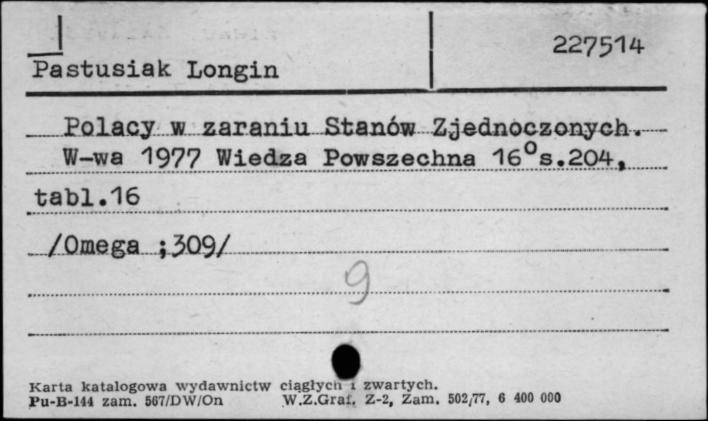 227514
Pastusiak Longin
Polacy w zaraniu Stanów Zjednoczonych.
W-wa 1977 Wiedza Powszechna 16° s.204,
tabl.16
/Omega ;309/
9
Karta katalogowa wydawnictw ciągłych i zwartych.
Pu-B-144 zam. 567/DW/On W.Z.Graf. Z-2, Zam. 502/77, 6 400 000